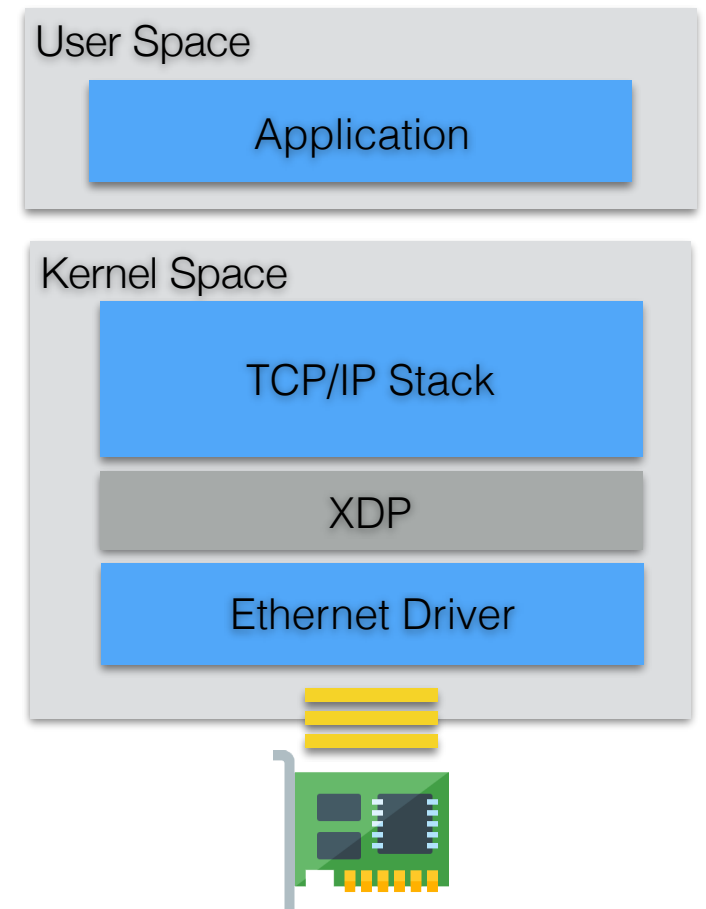 User Space
Application
Kernel Space
TCP/IP Stack
XDP
Ethernet Driver